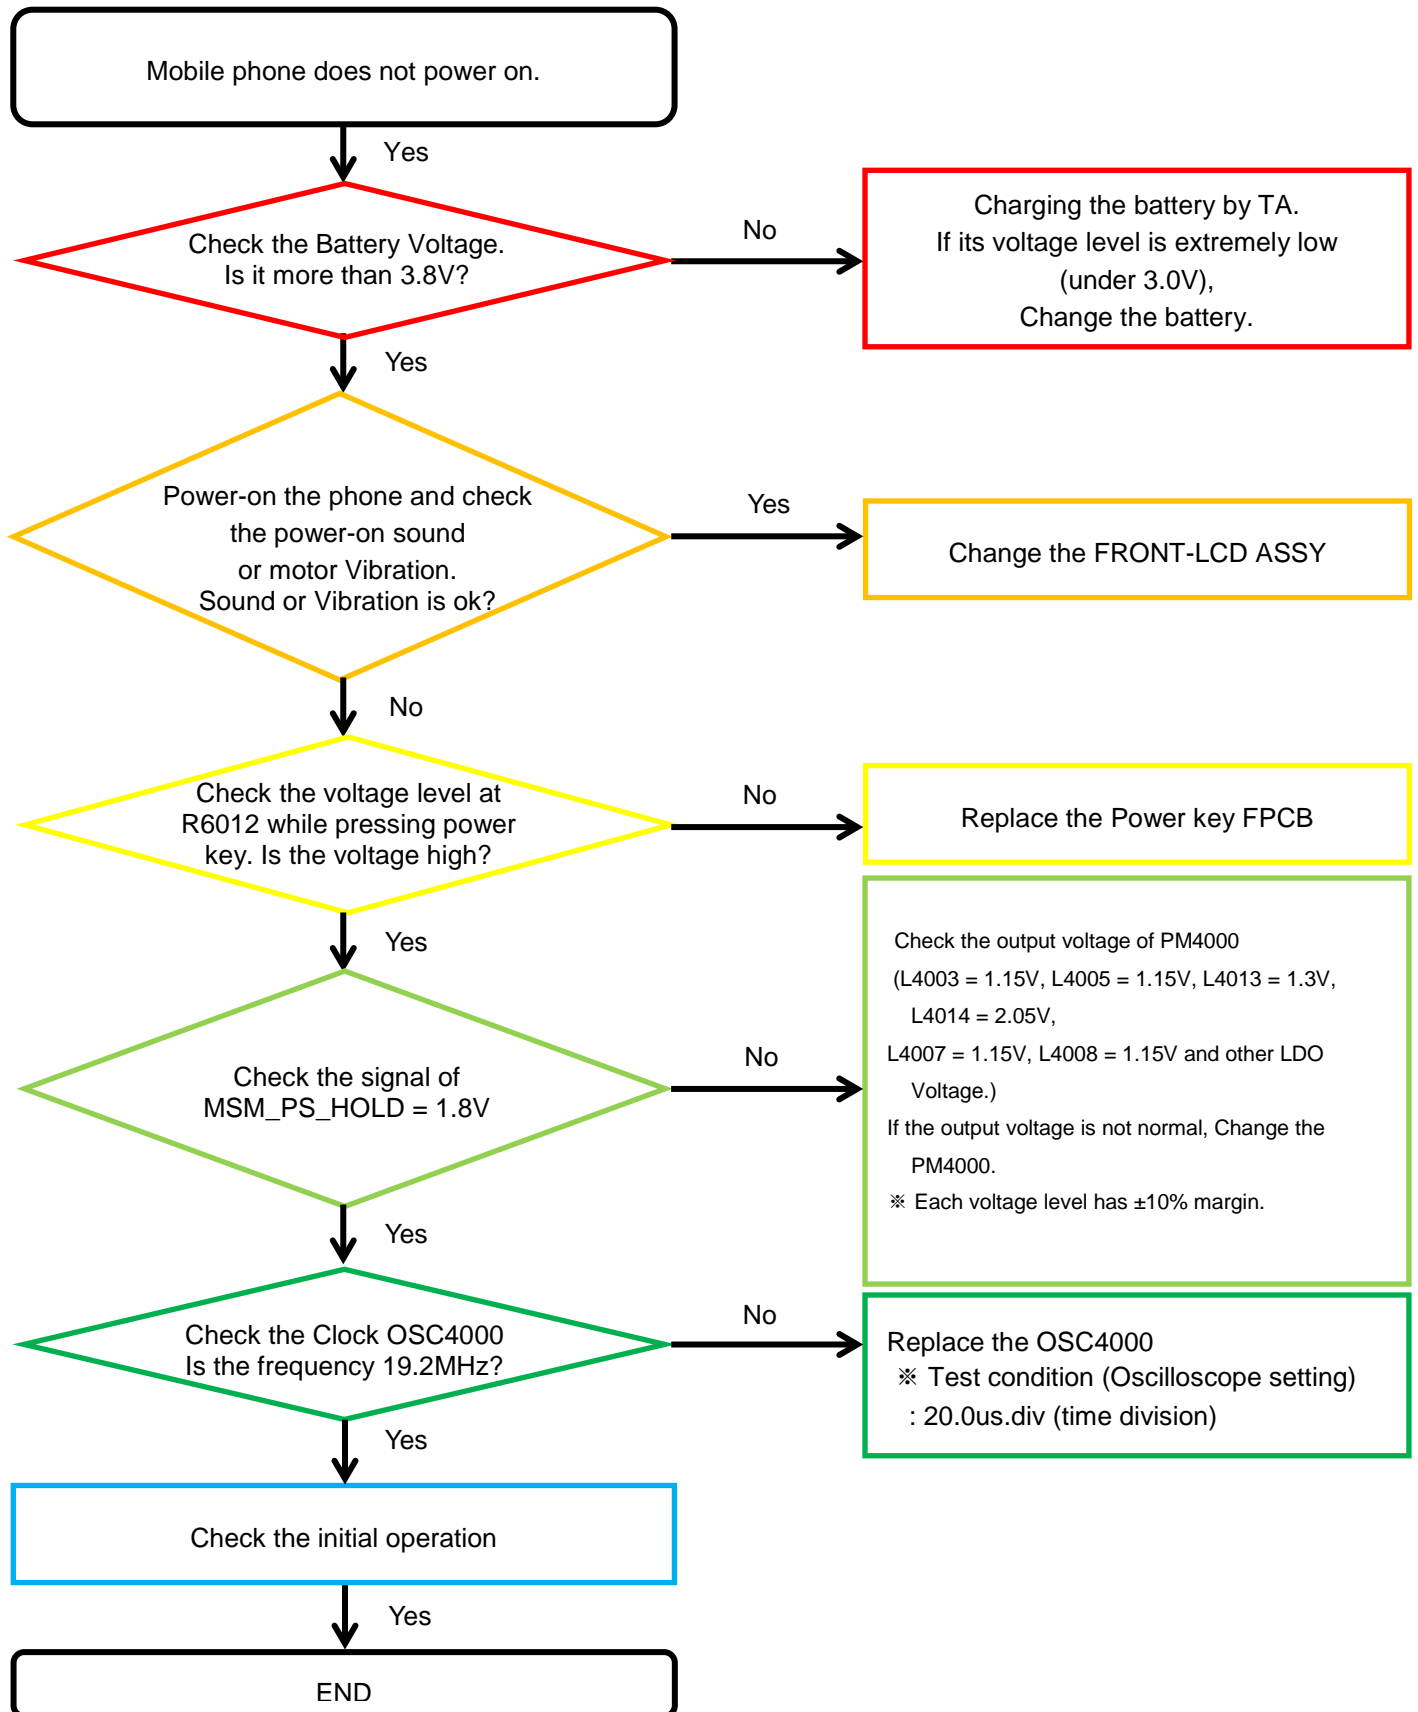 Mobile phone does not power on.
Yes
Check the Battery Voltage.
Is it more than 3.8V?
No
Charging the battery by TA.
If its voltage level is extremely low
(under 3.0V),
Change the battery.
Yes
Power-on the phone and check
the power-on sound
or motor Vibration.
Sound or Vibration is ok?
Yes
Change the FRONT-LCD ASSY
No
Check the voltage level at
R6012 while pressing power
key. Is the voltage high?
No
Replace the Power key FPCB
Yes
Check the signal of
MSM_PS_HOLD = 1.8V
No
Check the output voltage of PM4000
(L4003 = 1.15V, L4005 = 1.15V, L4013 = 1.3V,
L4014 = 2.05V,
L4007 = 1.15V, L4008 = 1.15V and other LDO
Voltage.)
If the output voltage is not normal, Change the
PM4000.
※ Each voltage level has ±10% margin.
Yes
Check the Clock OSC4000
Is the frequency 19.2MHz?
No
Replace the OSC4000
※ Test condition (Oscilloscope setting)
: 20.0us.div (time division)
Yes
Check the initial operation
Yes
END